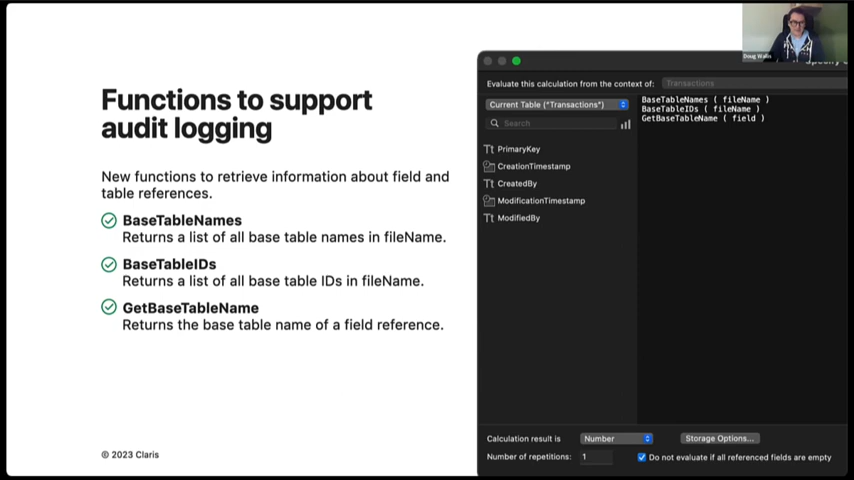 Functions to support
audit logging
New functions to retrieve information about field and
table references.
BaseTableNames
Returns a list of all base table names in fileName.
BaseTableIDs
Returns a list of all base table IDs in fileName.
GetBaseTableName
Returns the base table name of a field reference.
© 2023 Claris
Evaluate this calculation from the context of: Transactions
Current Table ("Transactions")
Search
PrimaryKey
CreationTimestamp
CreatedBy
ModificationTimestamp
ModifiedBy
BaseTableNames ( fileName )
BaseTableIDs ( fileName )
GetBaseTableName ( field )
Calculation result is Number Storage Options...
Number of repetitions: 1 Do not evaluate if all referenced fields are empty